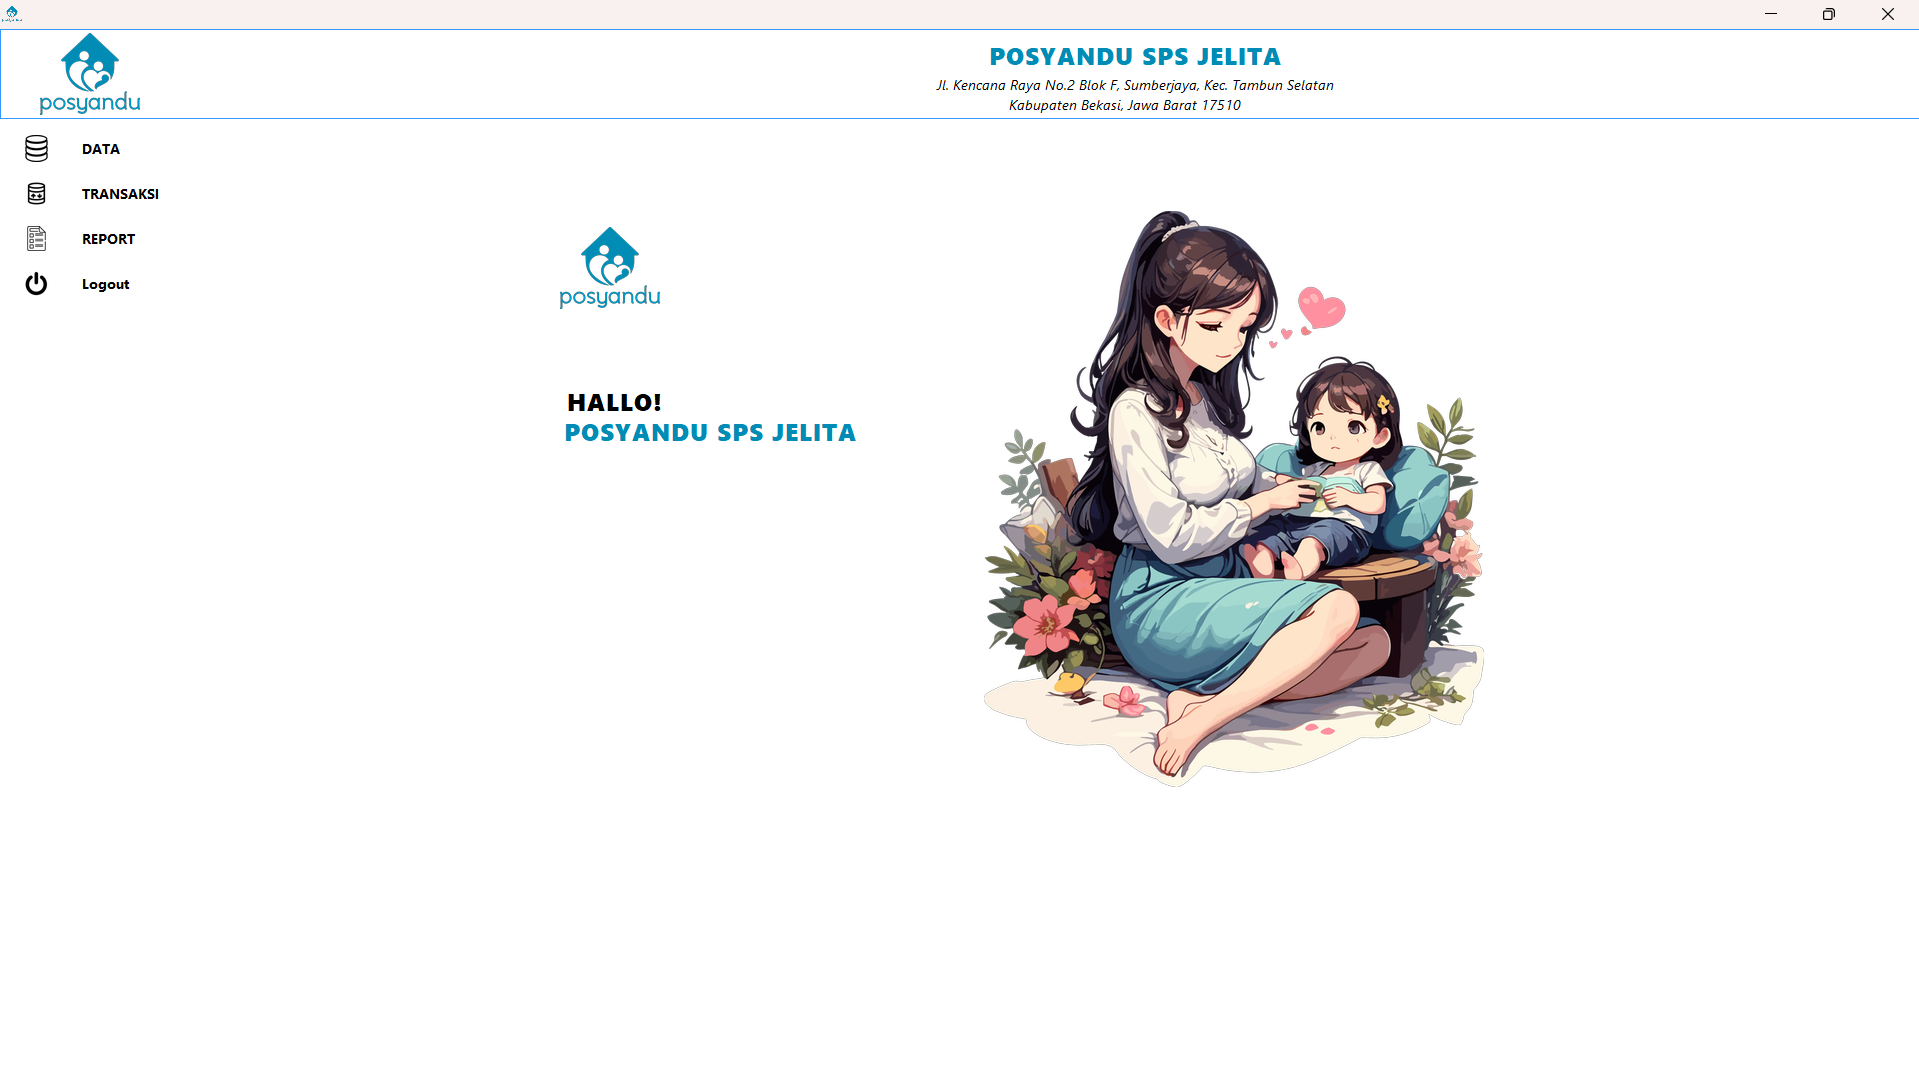 posyandu
POSYANDU SPS JELITA
Jl. Kencana Raya No.2 Blok F, Sumberjaya, Kec. Tambun Selatan
Kabupaten Bekasi, Jawa Barat 17510
DATA
TRANSAKSI
REPORT
Logout
posyandu
HALLO!
POSYANDU SPS JELITA